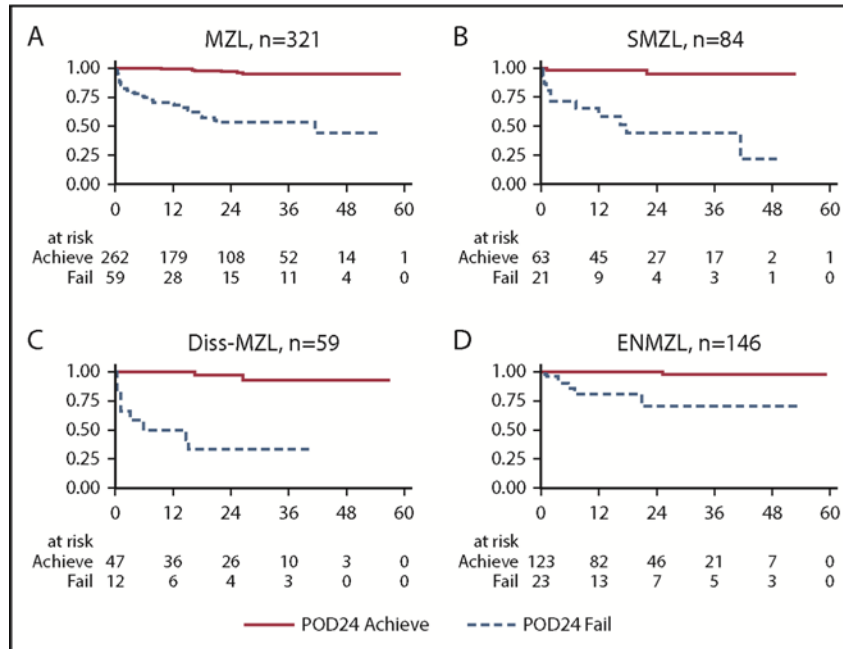 A MZL, n=321
1.00
0.75
0.50
0.25
0.00
0 12 24 36 48 60
at risk
Achieve 262 179 108 52 14 1
Fail 59 28 15 11 4 0
B SMZL, n=84
1.00
0.75
0.50
0.25
0.00
0 12 24 36 48 60
at risk
Achieve 63 45 27 17 2 1
Fail 21 9 4 3 1 0
C Diss-MZL, n=59
1.00
0.75
0.50
0.25
0.00
0 12 24 36 48 60
at risk
Achieve 47 36 26 10 3 0
Fail 12 6 4 3 0 0
D ENMZL, n=146
1.00
0.75
0.50
0.25
0.00
0 12 24 36 48 60
at risk
Achieve 123 82 46 21 7 0
Fail 23 13 7 5 3 0
POD24 Achieve POD24 Fail